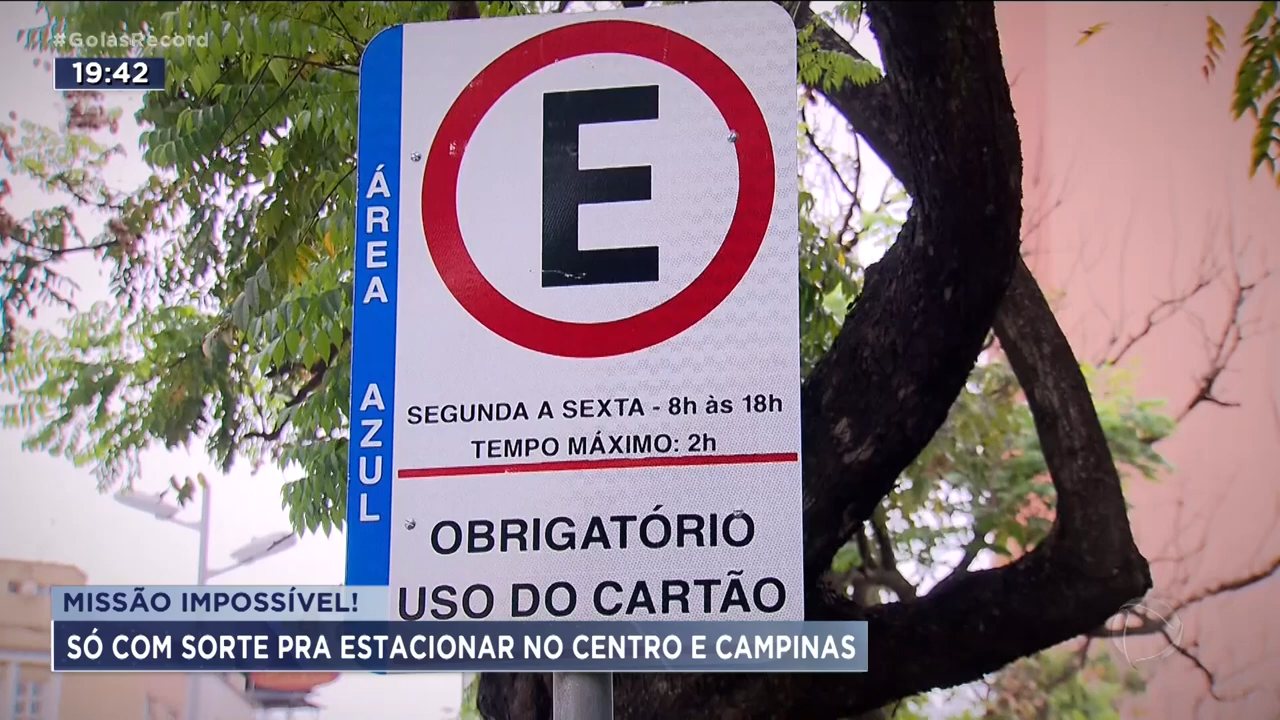 #GoiásRecord
19:42
E
ÁREA AZUL
SEGUNDA A SEXTA - 8h às 18h
TEMPO MÁXIMO: 2h
OBRIGATÓRIO
USO DO CARTÃO
MISSÃO IMPOSSÍVEL!
SÓ COM SORTE PRA ESTACIONAR NO CENTRO E CAMPINAS